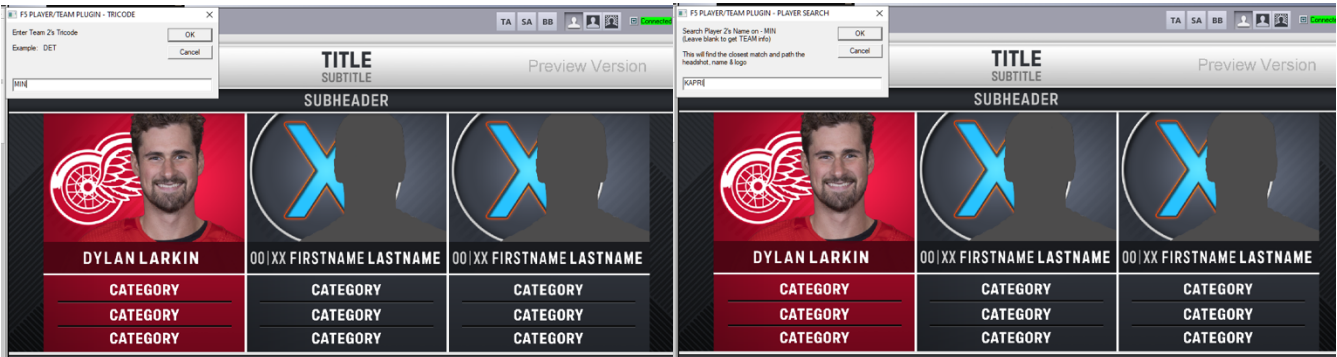 F5 PLAYER/TEAM PLUGIN - TRICODE
Enter Team 2's Tricode
Example: DET
OK
Cancel
MIN
TA SA BB
Connected
TITLE
SUBTITLE
Preview Version
SUBHEADER
DYLAN LARKIN
00|XX FIRSTNAME LASTNAME
00|XX FIRSTNAME LASTNAME
CATEGORY CATEGORY CATEGORY
CATEGORY CATEGORY CATEGORY
CATEGORY CATEGORY CATEGORY
F5 PLAYER/TEAM PLUGIN - PLAYER SEARCH
Search Player 2's Name on - MIN
(Leave blank to get TEAM info)
This will find the closest match and path the
headshot, name & logo
OK
Cancel
KAPRI
TA SA BB
TITLE
SUBTITLE
Preview Version
SUBHEADER
DYLAN LARKIN
00|XX FIRSTNAME LASTNAME
00|XX FIRSTNAME LASTNAME
CATEGORY CATEGORY CATEGORY
CATEGORY CATEGORY CATEGORY
CATEGORY CATEGORY CATEGORY